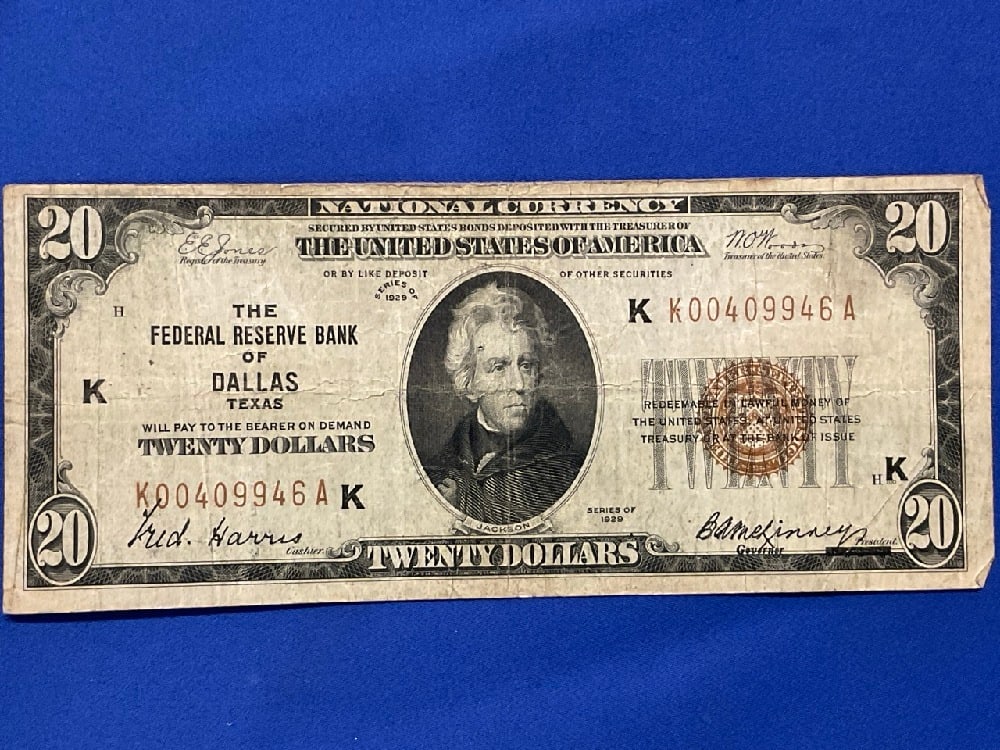 NATIONAL CURRENCY
SECURED BY UNITED STATES BONDS DEPOSITED WITH THE TREASURER OF
THE UNITED STATES OF AMERICA
OR BY LIKE DEPOSIT OF OTHER SECURITIES
20
20
E.E. Jones
Register of the Treasury.
W.O. Woods
Treasurer of the United States.
SERIES OF
1929
H
THE
FEDERAL RESERVE BANK
OF
DALLAS
TEXAS
WILL PAY TO THE BEARER ON DEMAND
TWENTY DOLLARS
K
K00409946A K
Fred. Harris
Cashier
JACKSON
K K00409946A
TWENTY
REDEEMABLE IN LAWFUL MONEY OF
THE UNITED STATES AT UNITED STATES
TREASURY OR AT THE BANK OF ISSUE
H K
SERIES OF
1929
B A McKinney
Governor President
20
TWENTY DOLLARS
20